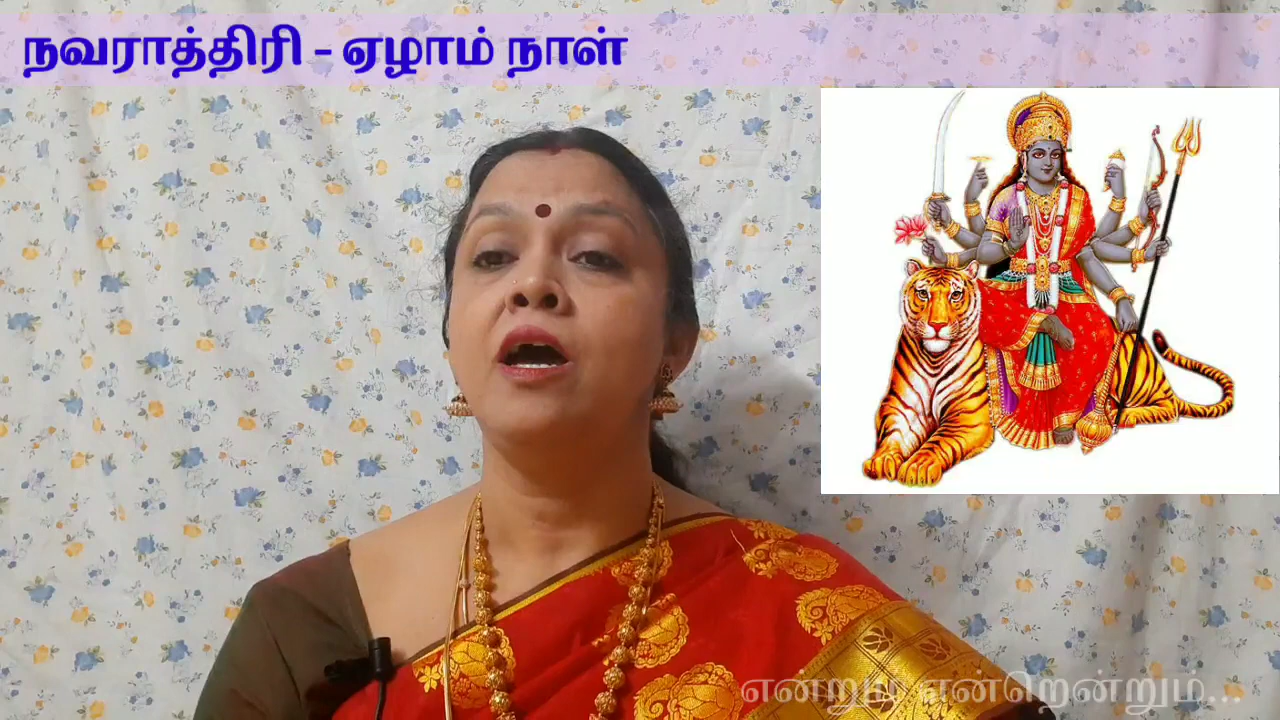 நவராத்திரி - ஏழாம் நாள்
என்றும் என்றென்றும்...